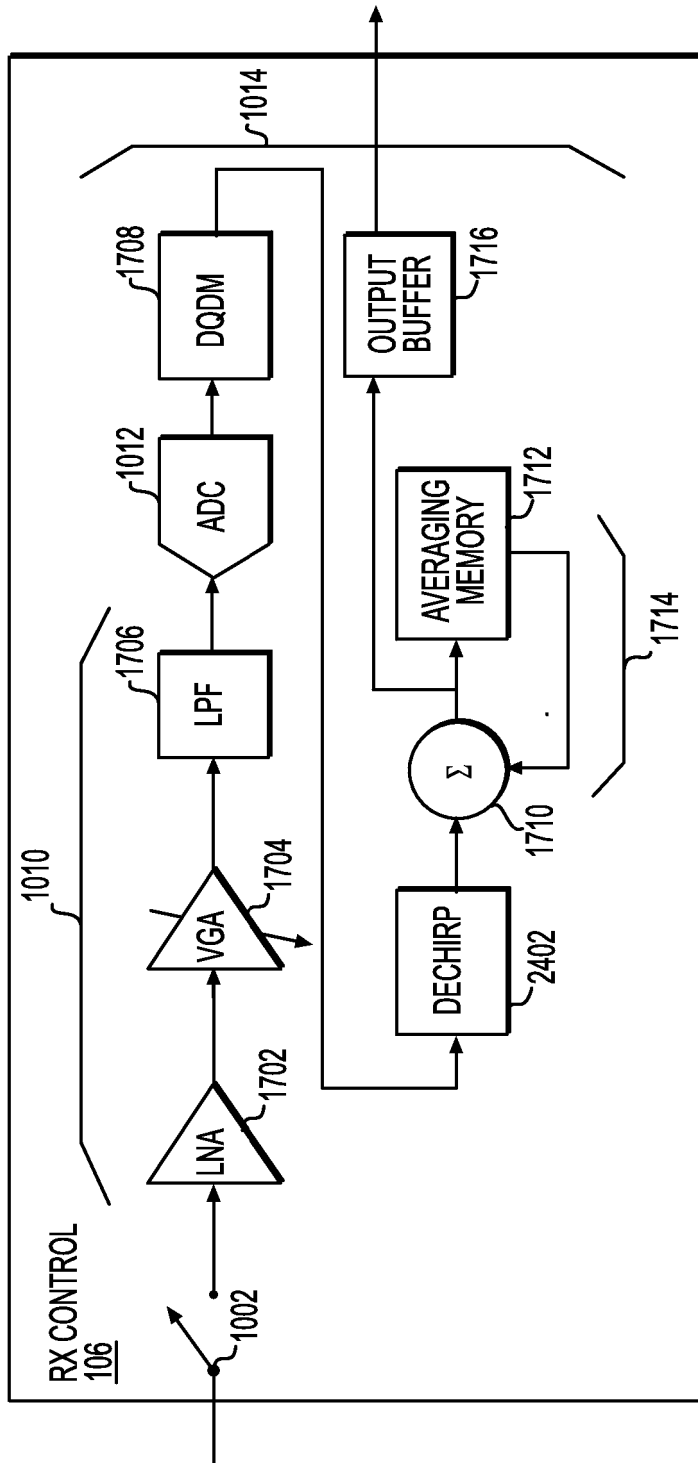 RX CONTROL
106
1002
1010
LNA
1702
VGA
1704
LPF
1706
ADC
1012
DQDM
1708
1014
DECHIRP
2402
Σ
1710
AVERAGING
MEMORY
1712
1714
OUTPUT
BUFFER
1716